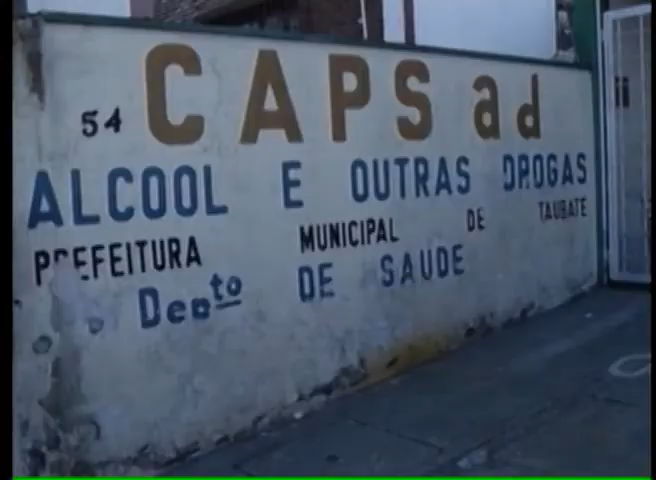 54 CAPS ad
ALCOOL E OUTRAS DROGAS
PREFEITURA MUNICIPAL DE TAUBATE
Depto DE SAUDE